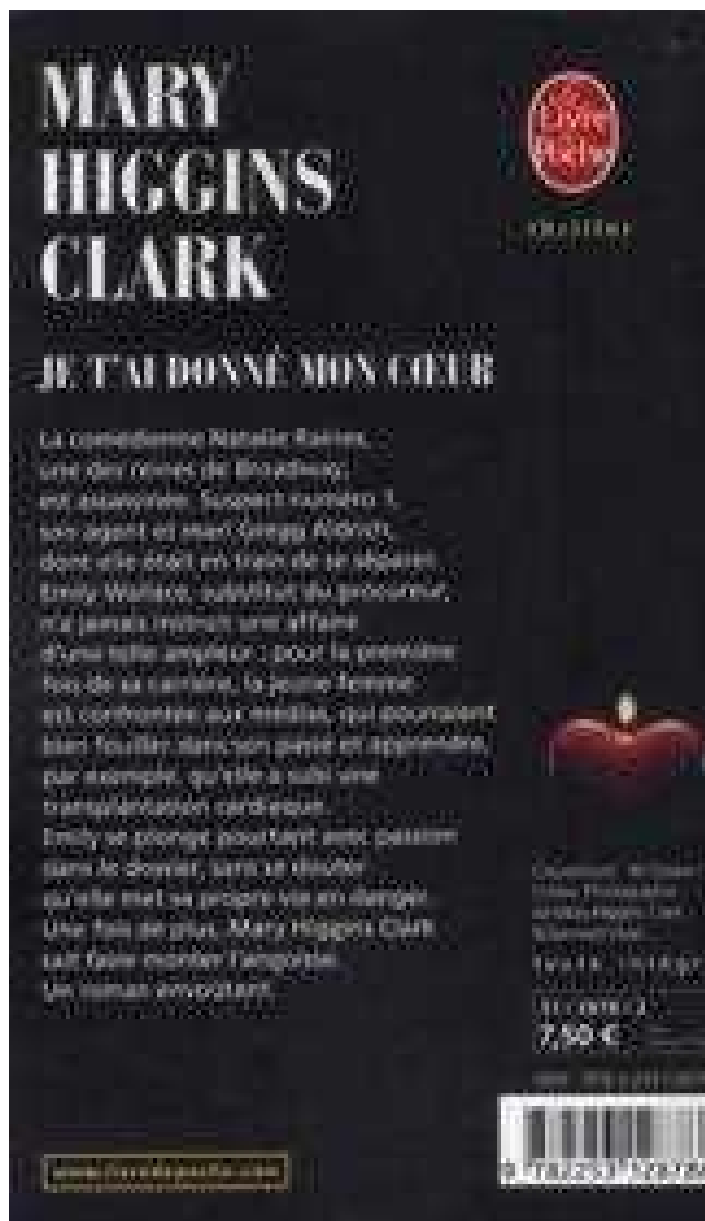 MARY
HIGGINS
CLARK
Le
Livre
de
Poche
thriller
JE T'AI DONNÉ MON CŒUR
La comédienne Natalie Raines,
une des reines de Broadway,
est assassinée. Suspect numéro 1,
son agent et mari Gregg Aldrich,
dont elle était en train de se séparer.
Emily Wallace, substitut du procureur,
n'a jamais instruit une affaire
d'une telle ampleur : pour la première
fois de sa carrière, la jeune femme
est confrontée aux médias, qui pourraient
bien fouiller dans son passé et apprendre,
par exemple, qu'elle a subi une
transplantation cardiaque.
Emily se plonge pourtant avec passion
dans le dossier, sans se douter
qu'elle met sa propre vie en danger.
Une fois de plus, Mary Higgins Clark
sait faire monter l'angoisse.
Un roman envoûtant.
7,50 €
www.livredepoche.com